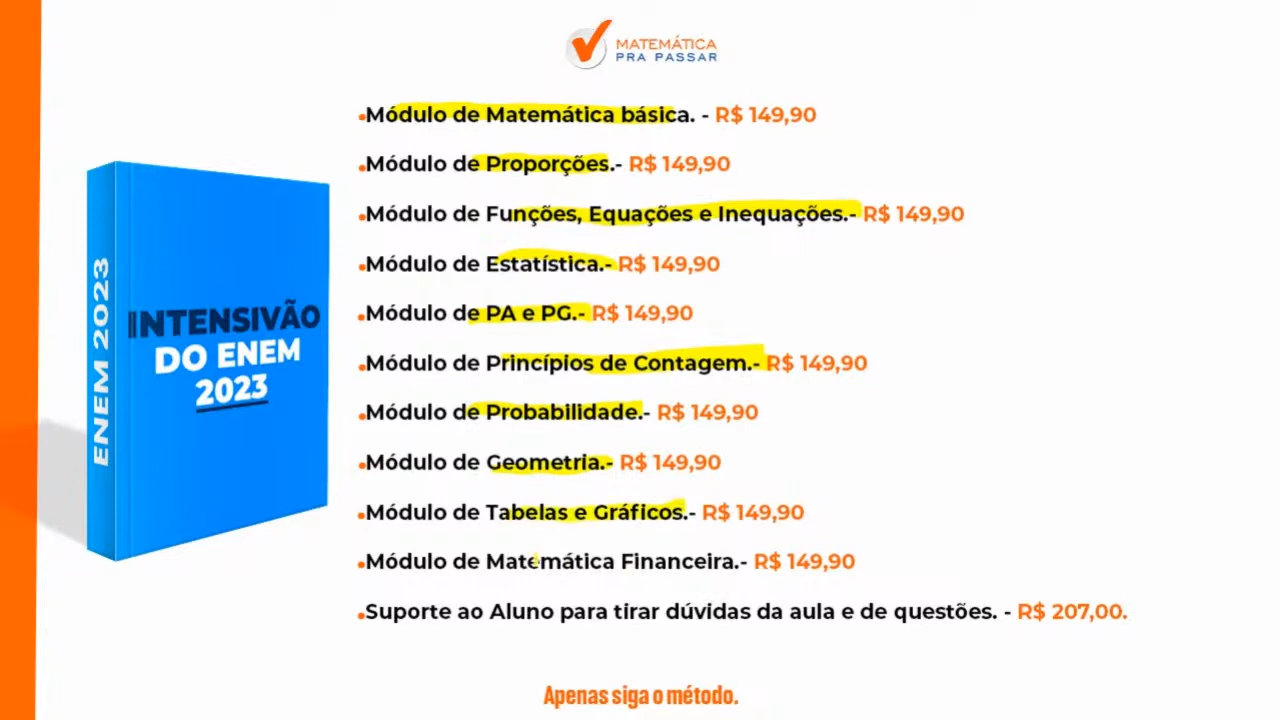 MATEMÁTICA
PRA PASSAR
•Módulo de Matemática básica. - R$ 149,90
•Módulo de Proporções.- R$ 149,90
•Módulo de Funções, Equações e Inequações.- R$ 149,90
•Módulo de Estatística.- R$ 149,90
•Módulo de PA e PG.- R$ 149,90
•Módulo de Princípios de Contagem.- R$ 149,90
•Módulo de Probabilidade.- R$ 149,90
•Módulo de Geometria.- R$ 149,90
•Módulo de Tabelas e Gráficos.- R$ 149,90
•Módulo de Matemática Financeira.- R$ 149,90
•Suporte ao Aluno para tirar dúvidas da aula e de questões. - R$ 207,00.
ENEM 2023
INTENSIVÃO
DO ENEM
2023
Apenas siga o método.